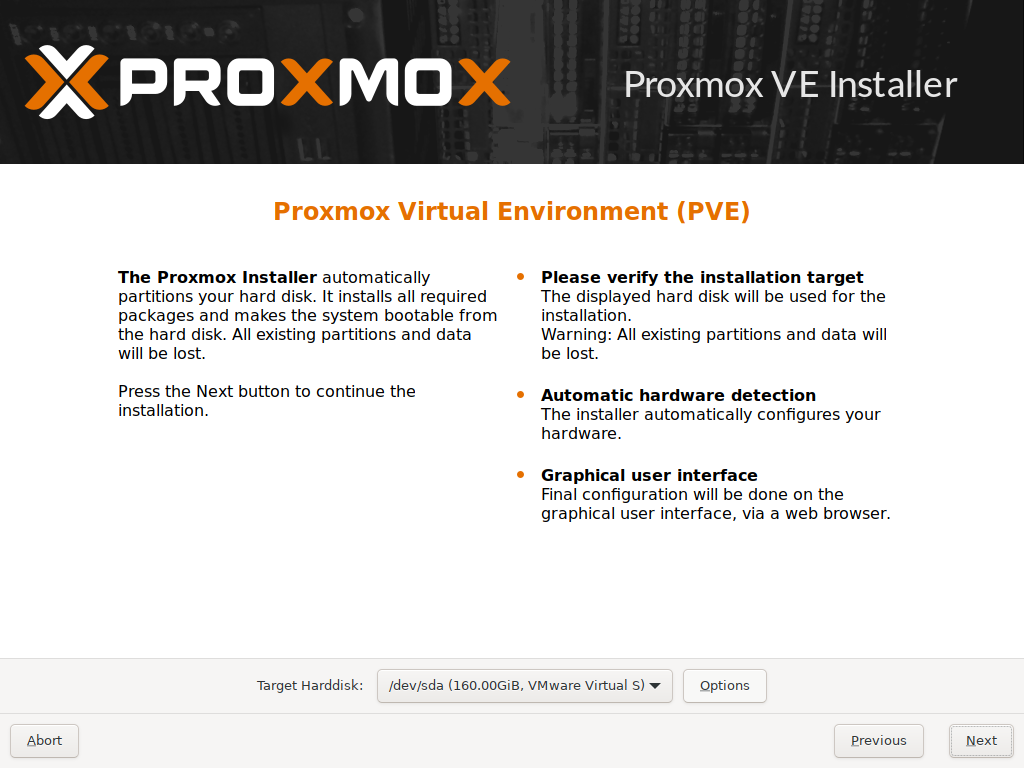 PROXMOX
Proxmox VE Installer
Proxmox Virtual Environment (PVE)
The Proxmox Installer automatically
partitions your hard disk. It installs all required
packages and makes the system bootable from
the hard disk. All existing partitions and data
will be lost.
Press the Next button to continue the
installation.
Please verify the installation target
The displayed hard disk will be used for the
installation.
Warning: All existing partitions and data will
be lost.
Automatic hardware detection
The installer automatically configures your
hardware.
Graphical user interface
Final configuration will be done on the
graphical user interface, via a web browser.
Target Harddisk: /dev/sda (160.00GiB, VMware Virtual S) Options
Abort Previous Next